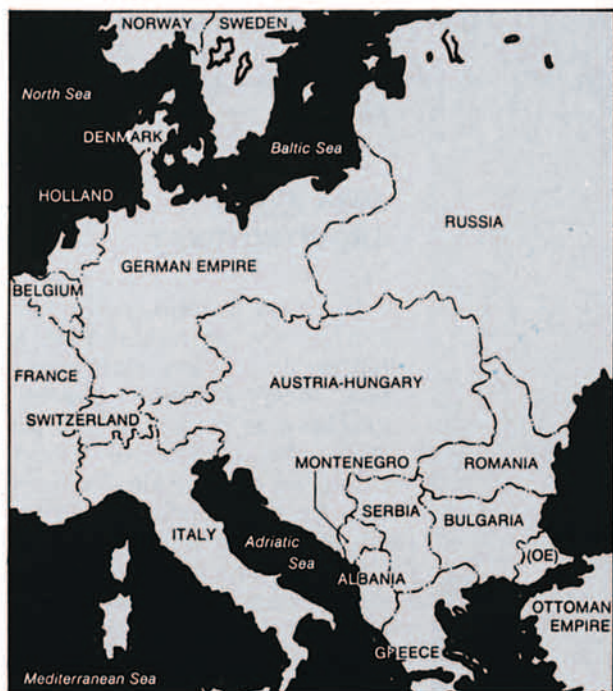 NORWAY
SWEDEN
North Sea
DENMARK
Baltic Sea
HOLLAND
RUSSIA
GERMAN EMPIRE
BELGIUM
FRANCE
AUSTRIA-HUNGARY
SWITZERLAND
MONTENEGRO
ROMANIA
SERBIA
BULGARIA
ITALY
Adriatic
Sea
(OE)
ALBANIA
OTTOMAN
EMPIRE
GREECE
Mediterranean Sea